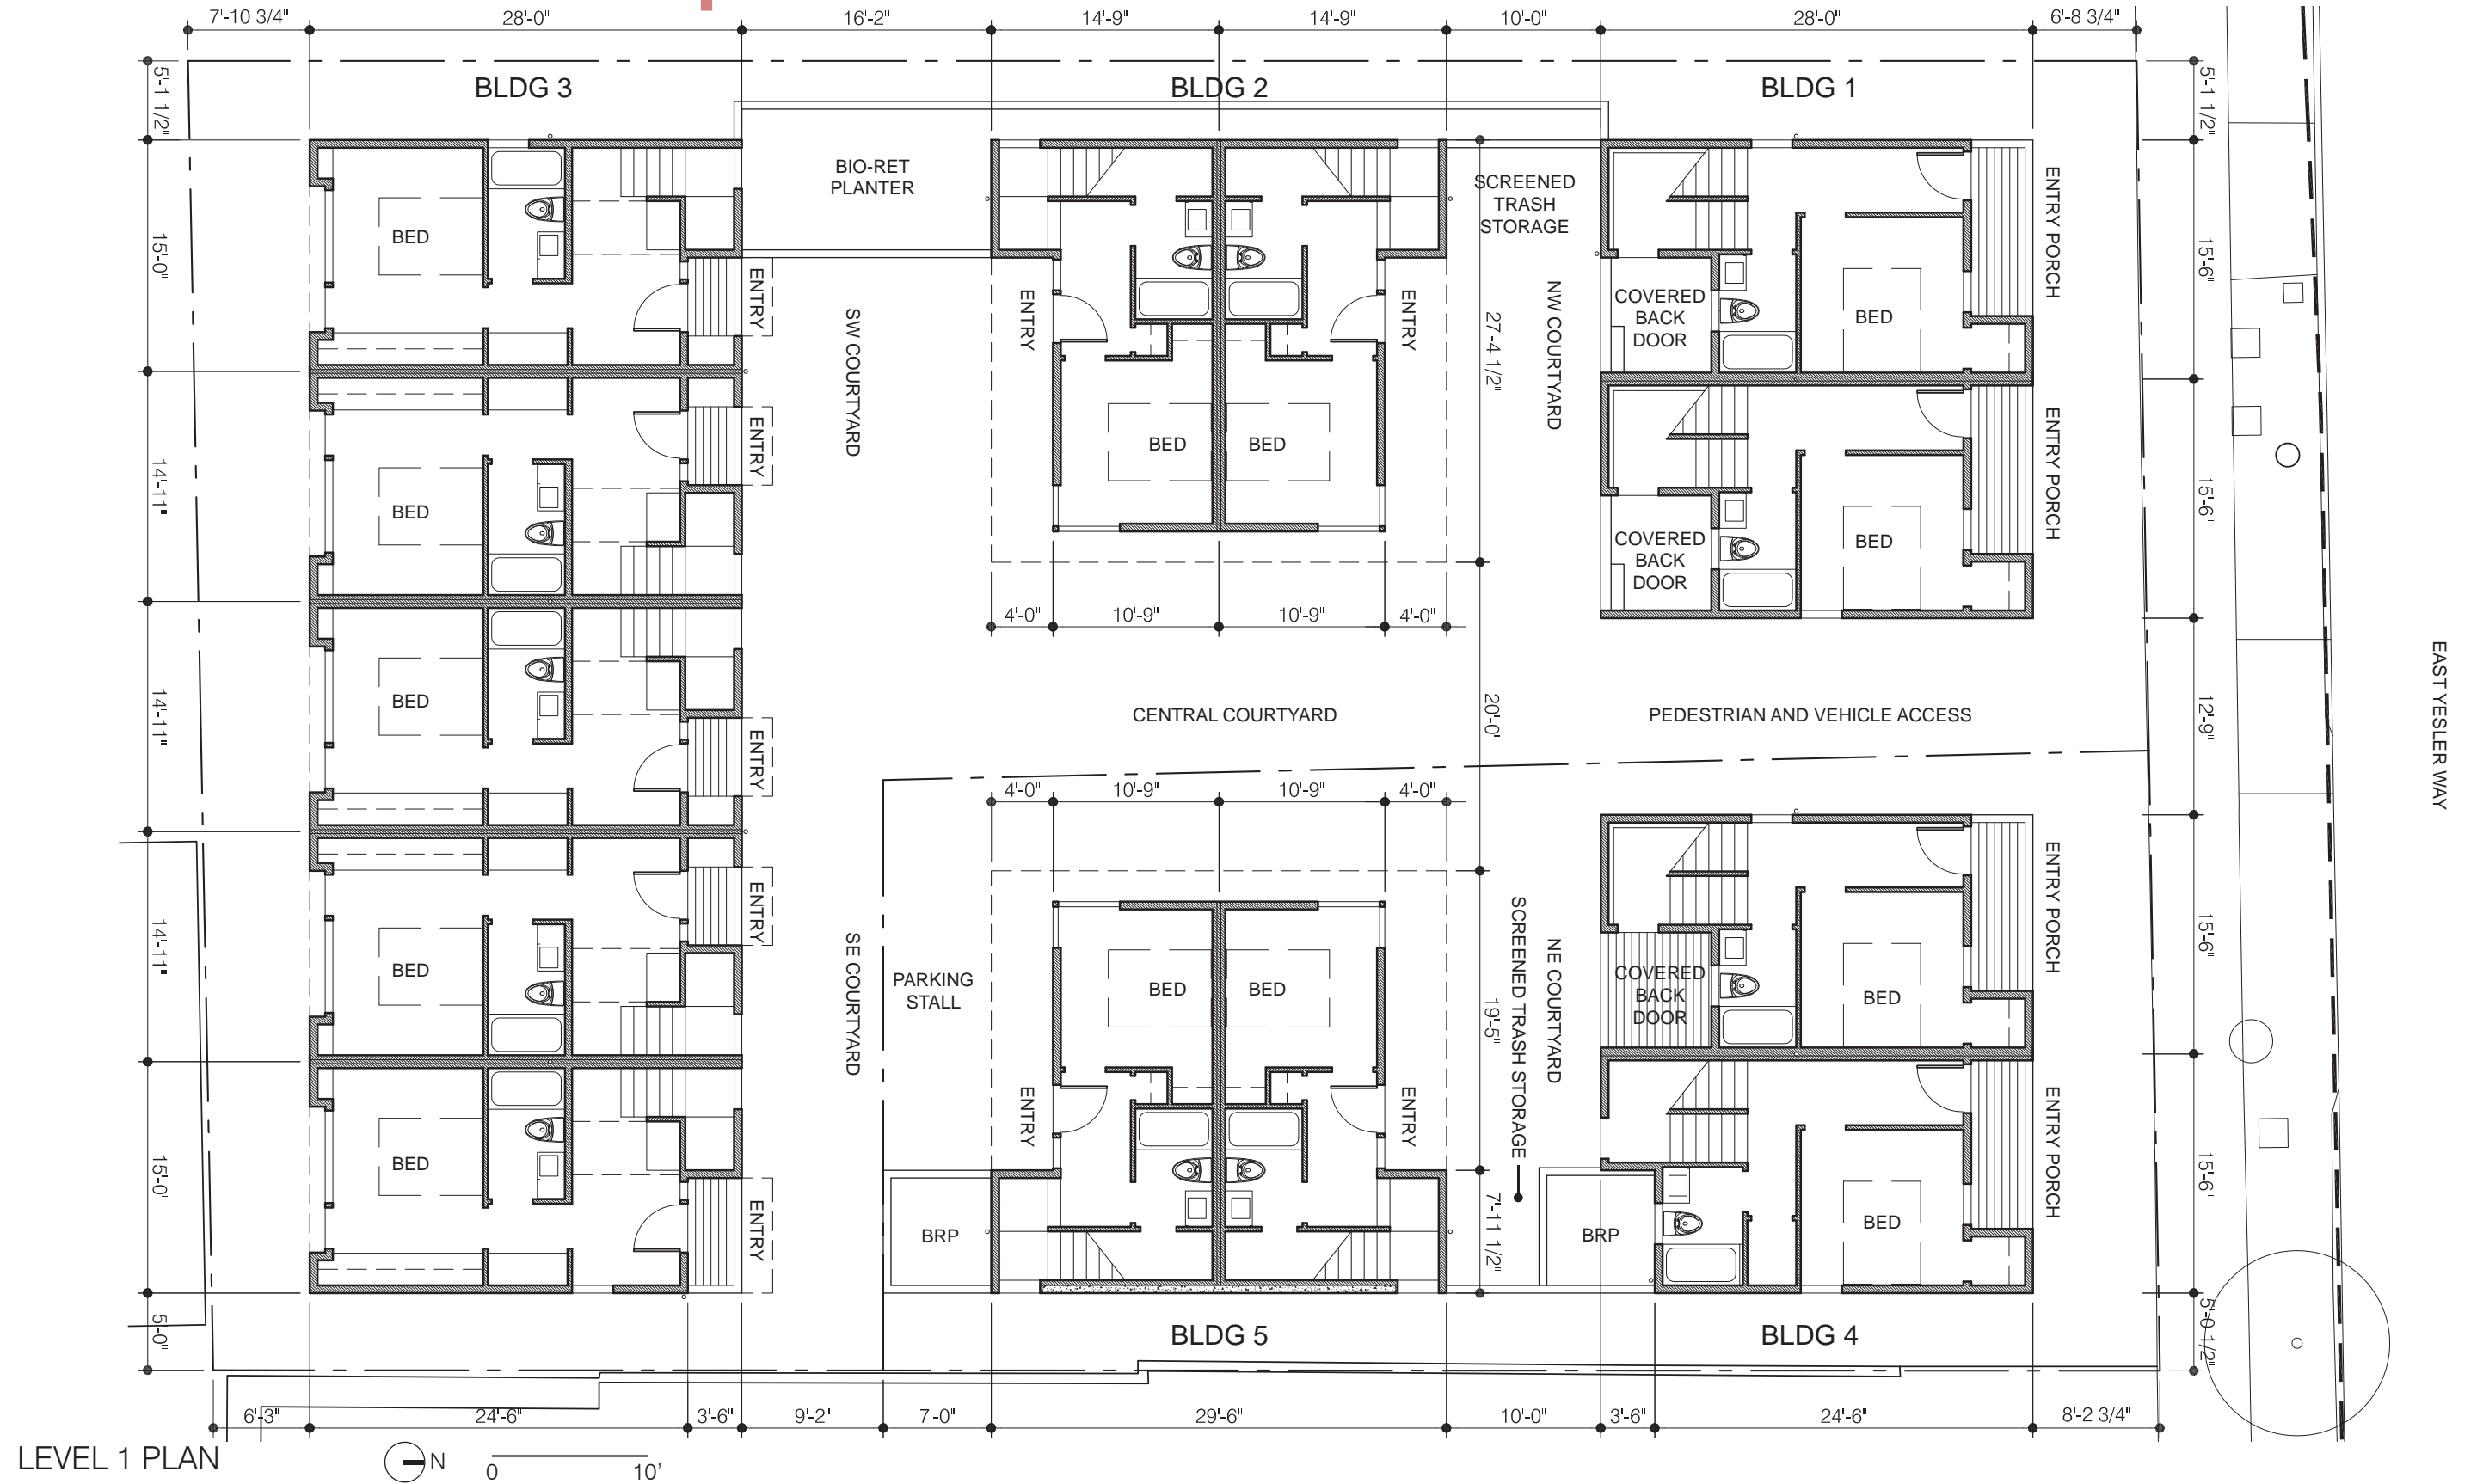 7'-10 3/4"
28'-0"
16'-2"
14'-9"
14'-9"
10'-0"
28'-0"
6'-8 3/4"
BLDG 3
BLDG 2
BLDG 1
5'-1 1/2"
5'-1 1/2"
BIO-RET
PLANTER
SCREENED
TRASH
STORAGE
ENTRY PORCH
15'-0"
BED
ENTRY
SW COURTYARD
ENTRY
ENTRY
27'-4 1/2"
NW COURTYARD
COVERED
BACK
DOOR
BED
15'-6"
14'-11"
BED
ENTRY
BED
BED
COVERED
BACK
DOOR
BED
ENTRY PORCH
15'-6"
4'-0"
10'-9"
10'-9"
4'-0"
14'-11"
BED
ENTRY
CENTRAL COURTYARD
20'-0"
PEDESTRIAN AND VEHICLE ACCESS
12'-9"
EAST YESLER WAY
4'-0"
10'-9"
10'-9"
4'-0"
14'-11"
BED
ENTRY
SE COURTYARD
PARKING
STALL
BED
BED
19'-5"
SCREENED TRASH STORAGE
NE COURTYARD
COVERED
BACK
DOOR
BED
ENTRY PORCH
15'-6"
15'-0"
BED
ENTRY
BRP
ENTRY
ENTRY
7'-11 1/2"
BRP
BED
ENTRY PORCH
15'-6"
5'-0"
BLDG 5
BLDG 4
5'-0 1/2"
6'-3"
24'-6"
3'-6"
9'-2"
7'-0"
29'-6"
10'-0"
3'-6"
24'-6"
8'-2 3/4"
LEVEL 1 PLAN
N
0
10'